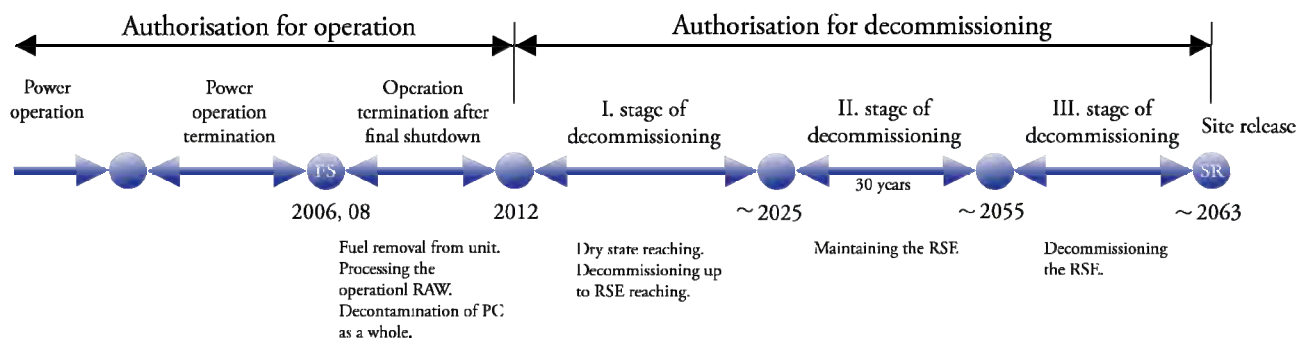 Authorisation for operation
Authorisation for decommissioning
Power
operation
Power
operation
termination
Operation
termination after
final shutdown
I. stage of
decommissioning
II. stage of
decommissioning
III. stage of
decommissioning
Site release
FS
30 years
SR
2006, 08
2012
~ 2025
~ 2055
~ 2063
Fuel removal from unit.
Processing the
operationl RAW.
Decontamination of PC
as a whole.
Dry state reaching.
Decommissioning up
to RSE reaching.
Maintaining the RSE.
Decommissioning
the RSE.